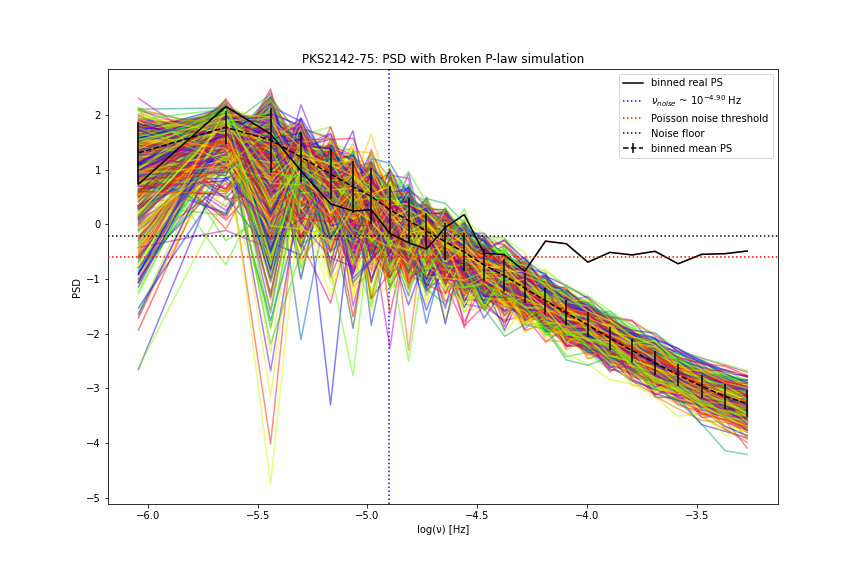 PKS2142-75: PSD with Broken P-law simulation
binned real PS
ν_noise ~ 10^−4.90 Hz
Poisson noise threshold
Noise floor
binned mean PS
PSD
2
1
0
−1
−2
−3
−4
−5
−6.0 −5.5 −5.0 −4.5 −4.0 −3.5
log(ν) [Hz]